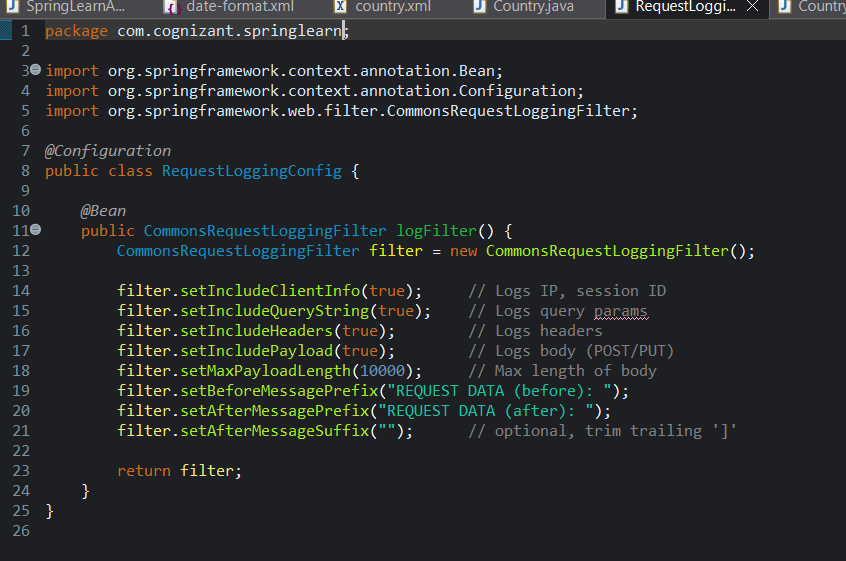 SpringLearnA... date-format.xml country.xml Country.java RequestLoggi... Country
1 package com.cognizant.springlearn;
2
3 import org.springframework.context.annotation.Bean;
4 import org.springframework.context.annotation.Configuration;
5 import org.springframework.web.filter.CommonsRequestLoggingFilter;
6
7 @Configuration
8 public class RequestLoggingConfig {
9
10     @Bean
11     public CommonsRequestLoggingFilter logFilter() {
12         CommonsRequestLoggingFilter filter = new CommonsRequestLoggingFilter();
13
14         filter.setIncludeClientInfo(true);     // Logs IP, session ID
15         filter.setIncludeQueryString(true);    // Logs query params
16         filter.setIncludeHeaders(true);        // Logs headers
17         filter.setIncludePayload(true);        // Logs body (POST/PUT)
18         filter.setMaxPayloadLength(10000);     // Max length of body
19         filter.setBeforeMessagePrefix("REQUEST DATA (before): ");
20         filter.setAfterMessagePrefix("REQUEST DATA (after): ");
21         filter.setAfterMessageSuffix("");      // optional, trim trailing ']'
22
23         return filter;
24     }
25 }
26